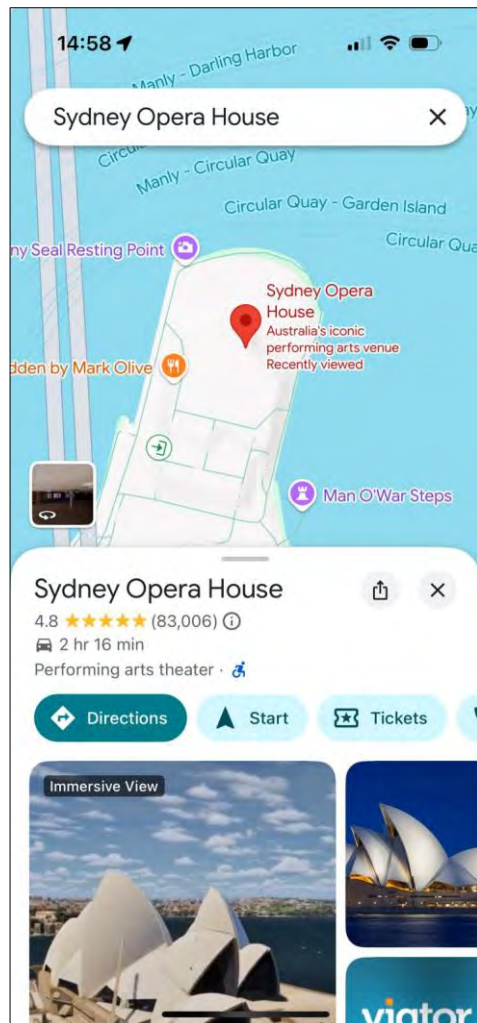 14:58
Manly - Darling Harbor
Sydney Opera House
Manly - Circular Quay
Circular Quay - Garden Island
Circular Qua
ny Seal Resting Point
Sydney Opera
House
Australia's iconic
performing arts venue
Recently viewed
dden by Mark Olive
Man O'War Steps
Sydney Opera House
4.8 (83,006)
2 hr 16 min
Performing arts theater ·
Directions
Start
Tickets
Immersive View
viator